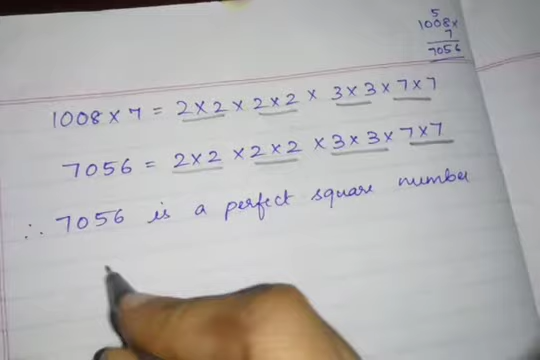 5
1008×
7
7056
1008 × 7 = 2 × 2 × 2 × 2 × 3 × 3 × 7 × 7
7056 = 2 × 2 × 2 × 2 × 3 × 3 × 7 × 7
∴ 7056 is a perfect square number